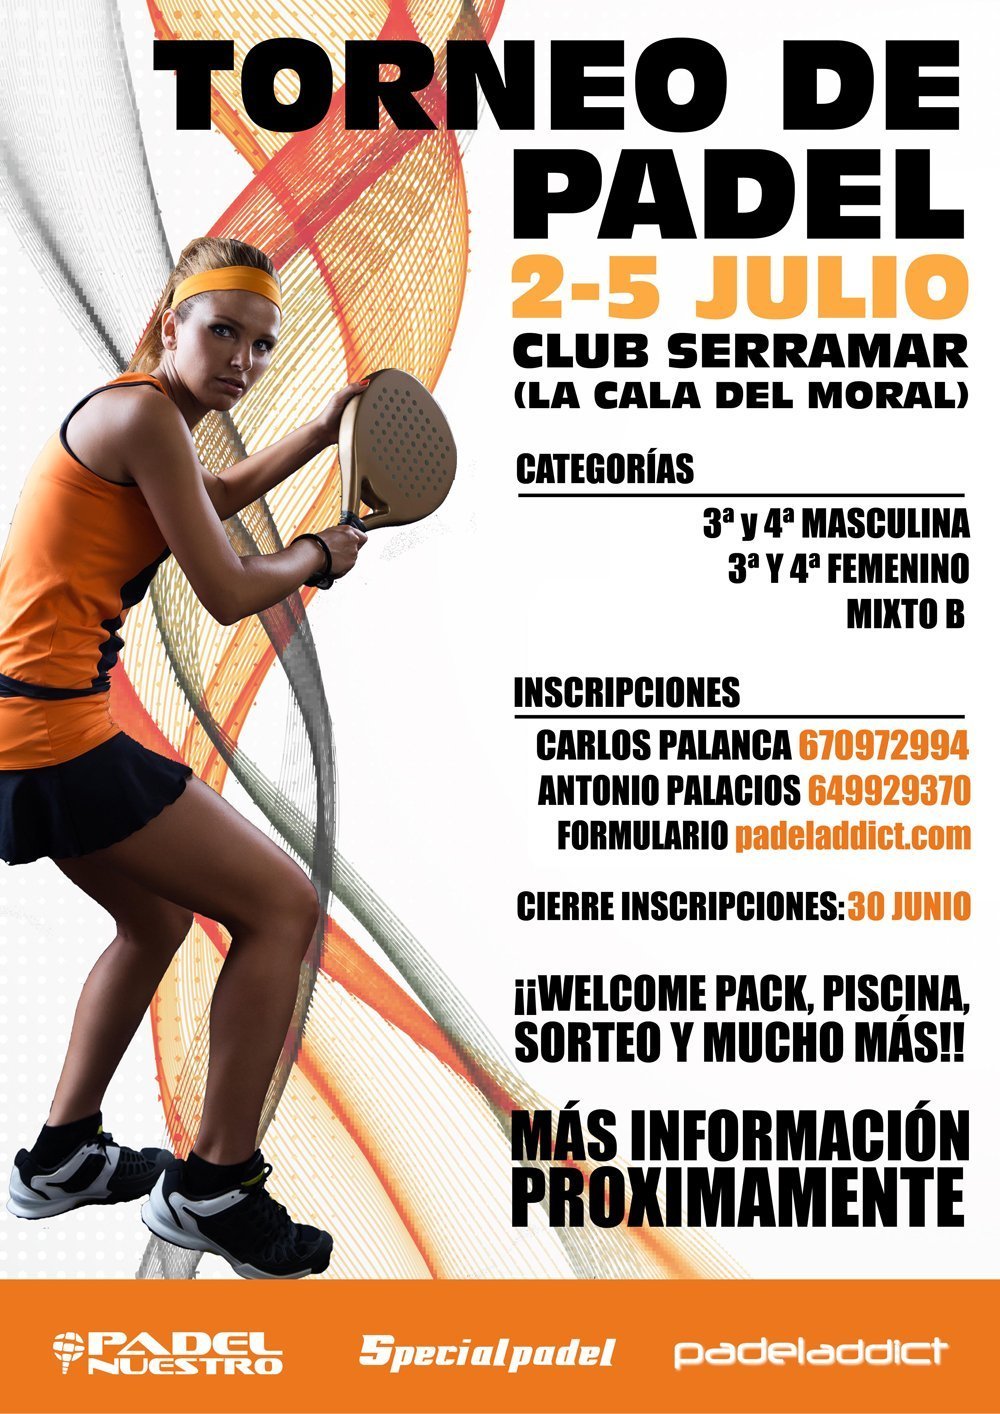 TORNEO DE
PADEL
2-5 JULIO
CLUB SERRAMAR
(LA CALA DEL MORAL)
CATEGORÍAS
3ª y 4ª MASCULINA
3ª Y 4ª FEMENINO
MIXTO B
INSCRIPCIONES
CARLOS PALANCA 670972994
ANTONIO PALACIOS 649929370
FORMULARIO padeladdict.com
CIERRE INSCRIPCIONES: 30 JUNIO
¡¡WELCOME PACK, PISCINA,
SORTEO Y MUCHO MÁS!!
MÁS INFORMACIÓN
PROXIMAMENTE
PADEL
NUESTRO
Specialpadel
padeladdict